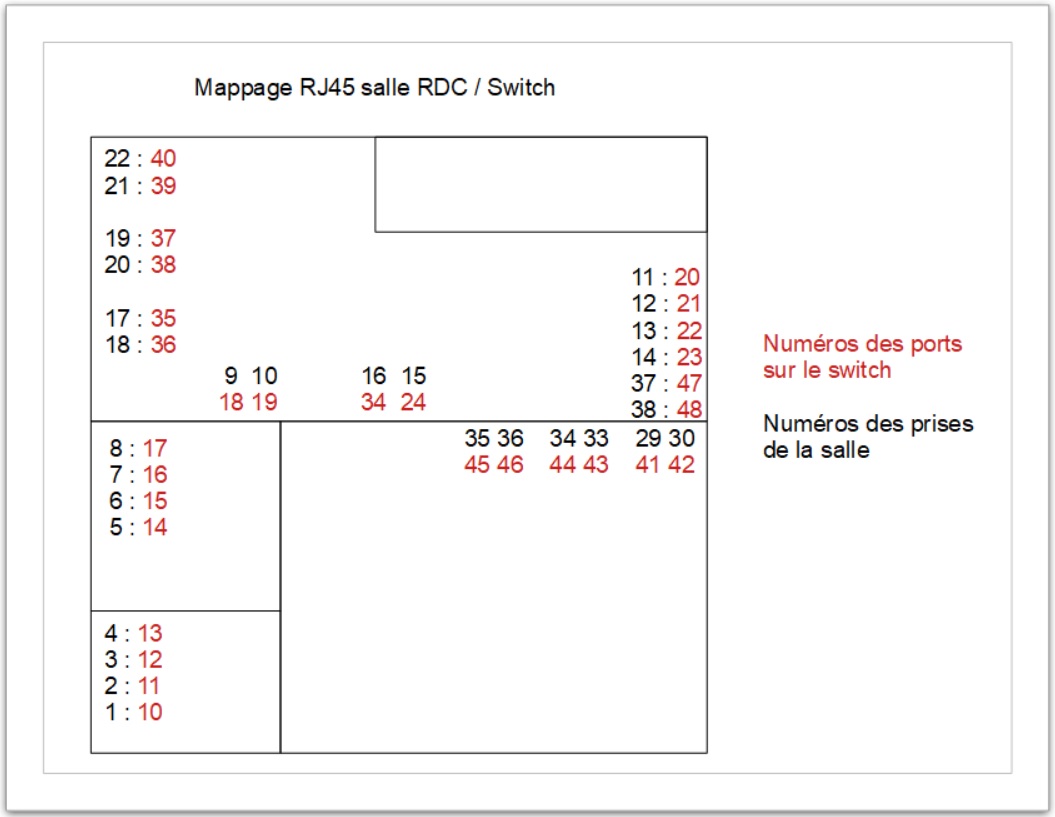 Mappage RJ45 salle RDC / Switch
22 : 40
21 : 39
19 : 37
20 : 38
17 : 35
18 : 36
9 10
18 19
16 15
34 24
11 : 20
12 : 21
13 : 22
14 : 23
37 : 47
38 : 48
8 : 17
7 : 16
6 : 15
5 : 14
35 36 34 33 29 30
45 46 44 43 41 42
4 : 13
3 : 12
2 : 11
1 : 10
Numéros des ports
sur le switch
Numéros des prises
de la salle